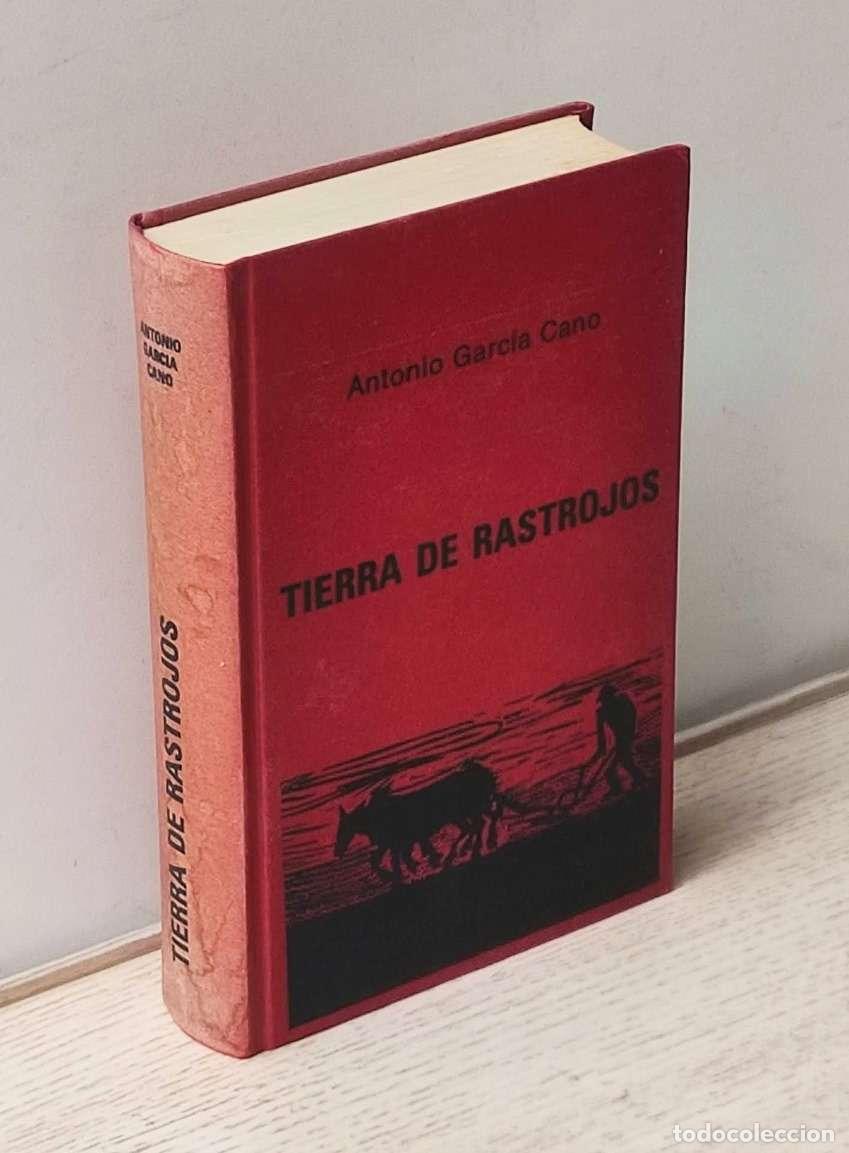 ANTONIO
GARCIA
CANO
TIERRA DE RASTROJOS
Antonio García Cano
TIERRA DE RASTROJOS
todocoleccion